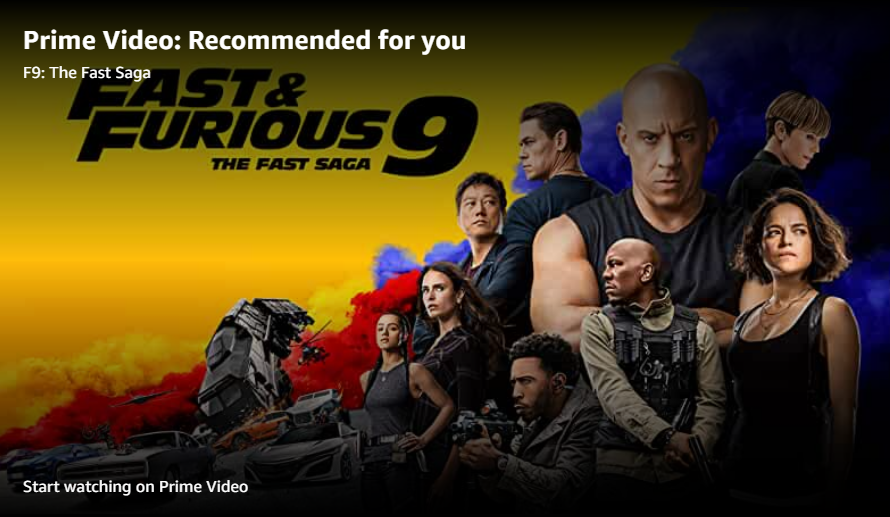 Prime Video: Recommended for you
F9: The Fast Saga
FAST &
FURIOUS 9
THE FAST SAGA
Start watching on Prime Video